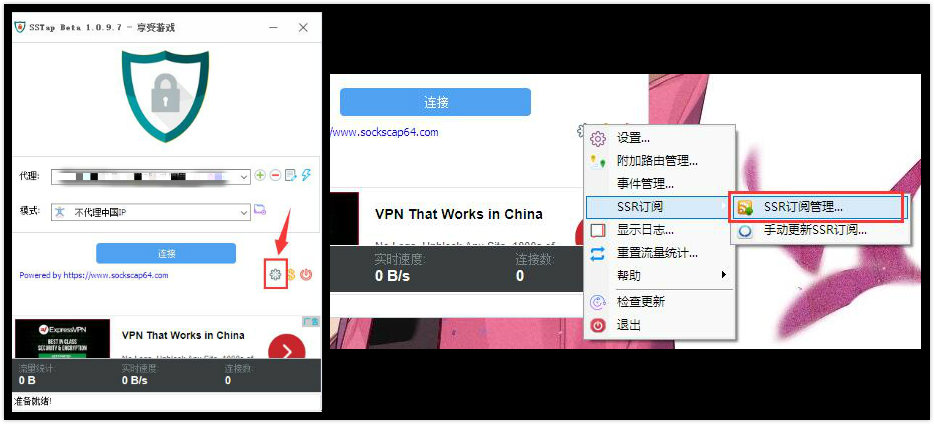 SSTap Beta 1.0.9.7 - 享受游戏
代理:
模式: 不代理中国IP
连接
Powered by https://www.sockscap64.com
广告
ExpressVPN
BEST IN CLASS
SECURITY & ENCRYPTION
VPN That Works in China
流量统计:
0 B
实时速度:
0 B/s
连接数:
0
准备就绪!
连接
/www.sockscap64.com
VPN That Works in China
No Logs, Unblock Any Site, 1000s of
实时速度:
0 B/s
连接数:
0
设置...
附加路由管理...
事件管理...
SSR订阅
显示日志...
重置流量统计...
帮助
检查更新
退出
SSR订阅管理...
手动更新SSR订阅...